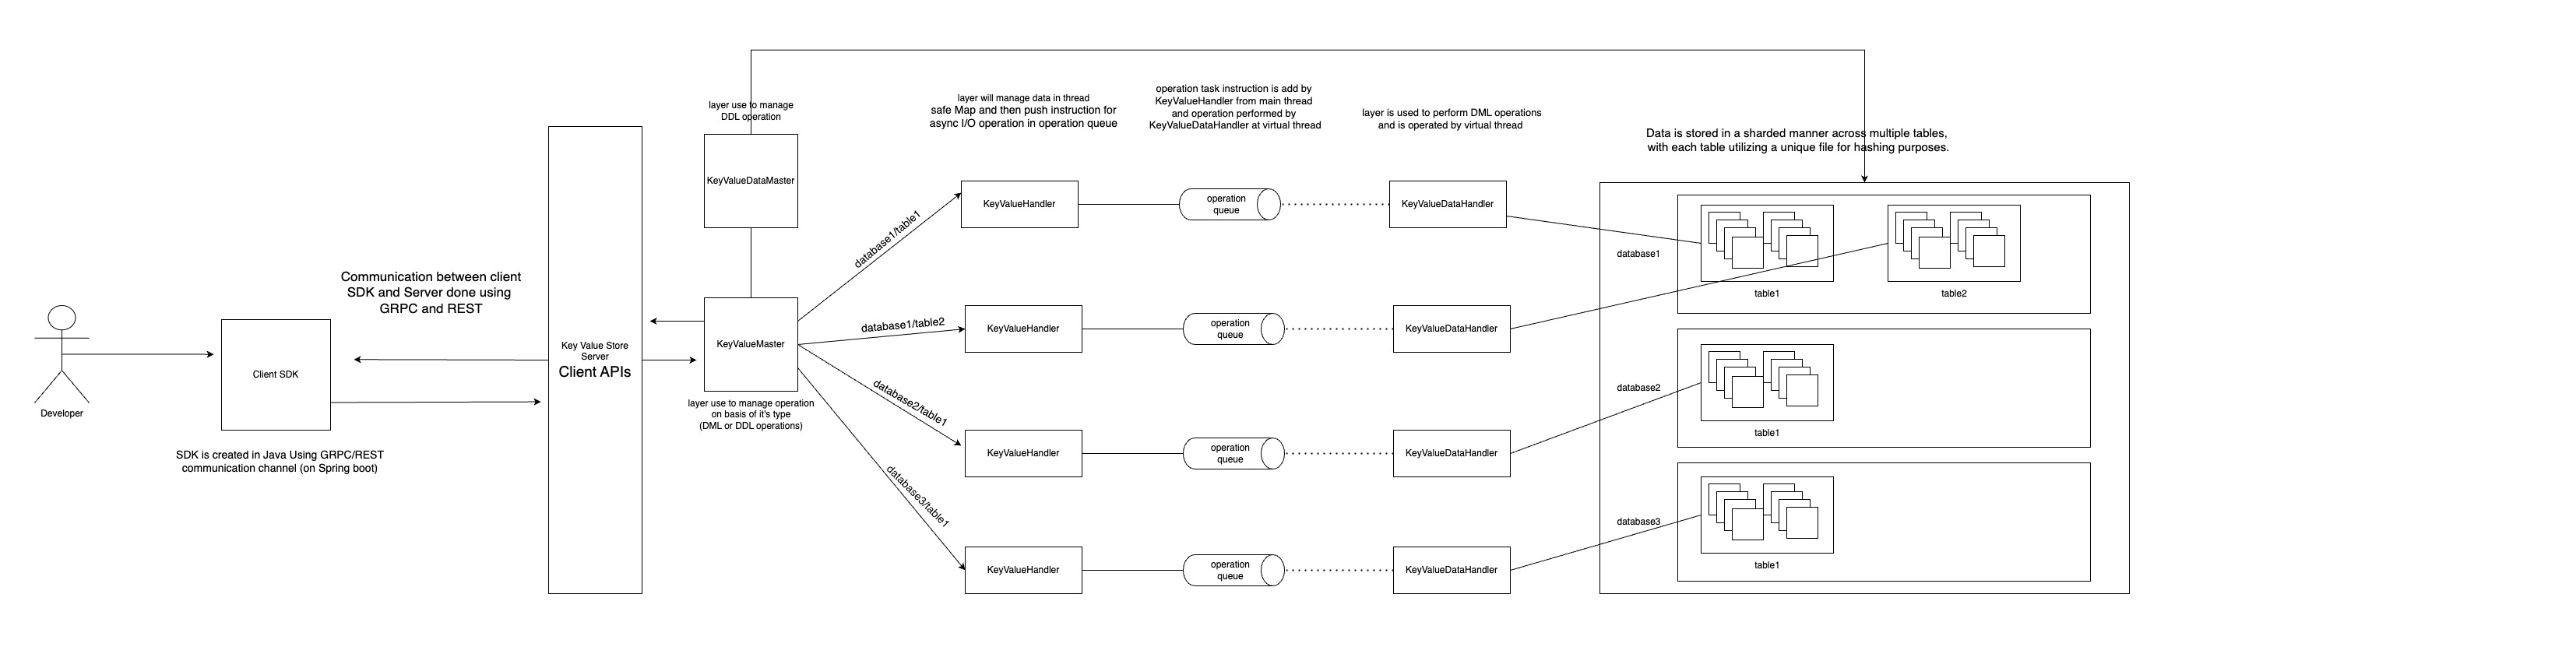 Developer
Client SDK
SDK is created in Java Using GRPC/REST
communication channel (on Spring boot)
Communication between client
SDK and Server done using
GRPC and REST
Key Value Store
Server
Client APIs
layer use to manage
DDL operation
KeyValueDataMaster
KeyValueMaster
layer use to manage operation
on basis of it's type
(DML or DDL operations)
database1/table1
database1/table2
database2/table1
database3/table1
layer will manage data in thread
safe Map and then push instruction for
async I/O operation in operation queue
KeyValueHandler
KeyValueHandler
KeyValueHandler
KeyValueHandler
operation task instruction is add by
KeyValueHandler from main thread
and operation performed by
KeyValueDataHandler at virtual thread
operation
queue
operation
queue
operation
queue
operation
queue
layer is used to perform DML operations
and is operated by virtual thread
KeyValueDataHandler
KeyValueDataHandler
KeyValueDataHandler
KeyValueDataHandler
Data is stored in a sharded manner across multiple tables,
with each table utilizing a unique file for hashing purposes.
database1
table1
table2
database2
table1
database3
table1